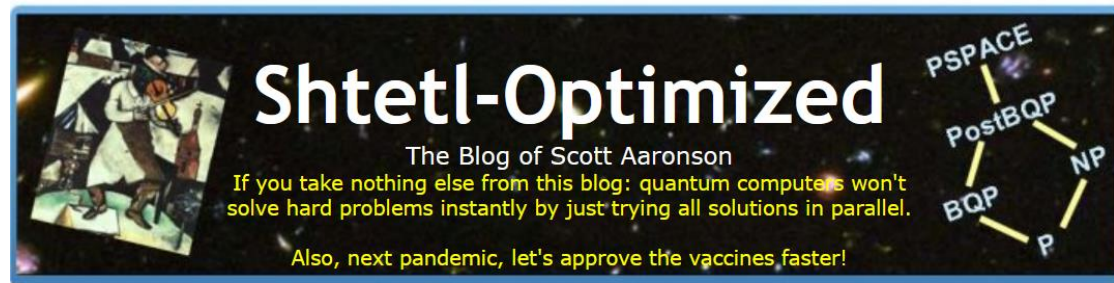 Shtetl-Optimized
The Blog of Scott Aaronson
If you take nothing else from this blog: quantum computers won't
solve hard problems instantly by just trying all solutions in parallel.
Also, next pandemic, let's approve the vaccines faster!
PSPACE
PostBQP
NP
BQP
P